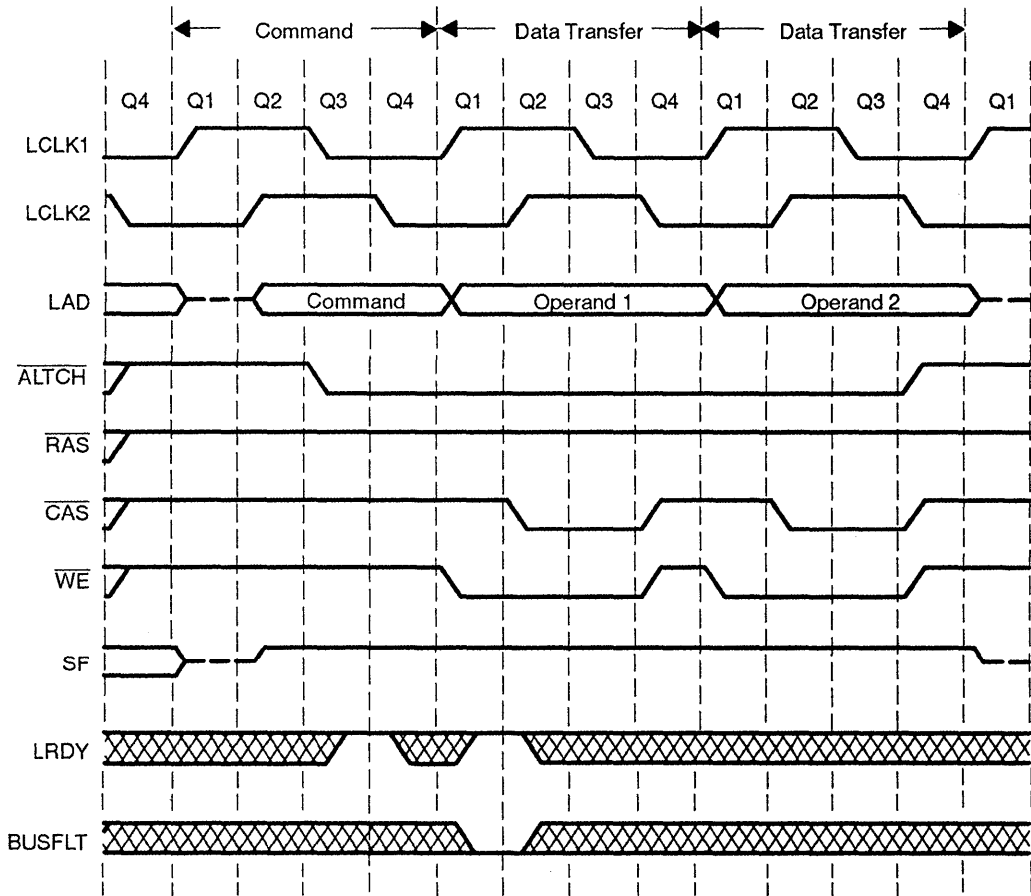 Command Data Transfer Data Transfer
Q4 Q1 Q2 Q3 Q4 Q1 Q2 Q3 Q4 Q1 Q2 Q3 Q4 Q1
LCLK1
LCLK2
LAD Command Operand 1 Operand 2
ALTCH
RAS
CAS
WE
SF
LRDY
BUSFLT